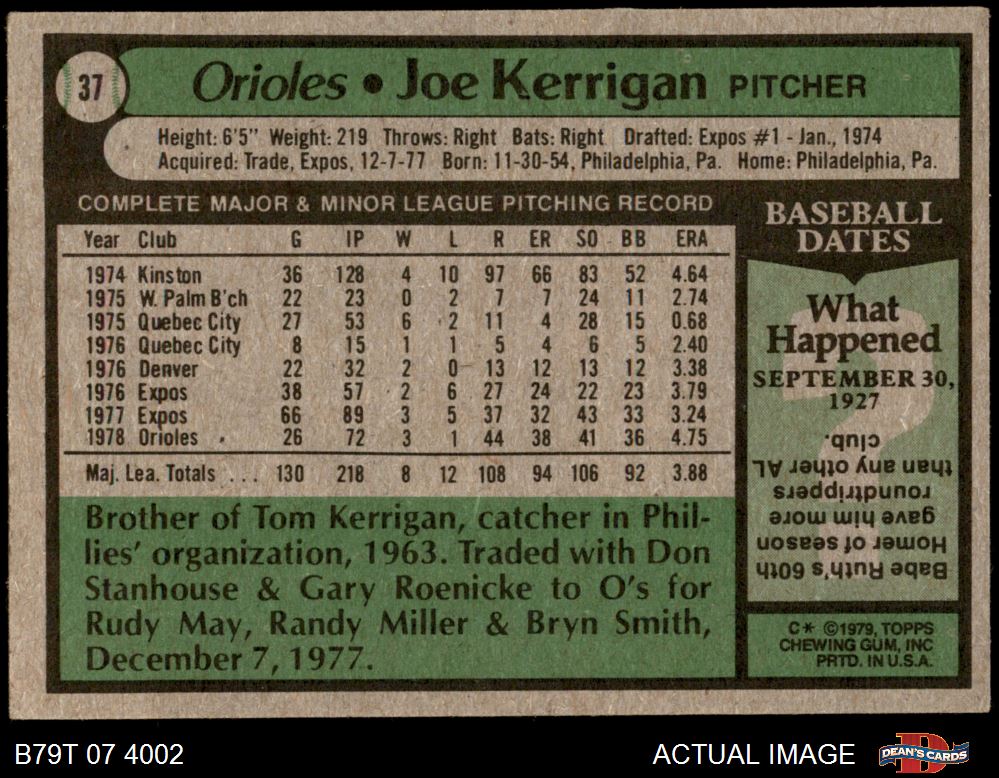 37
Orioles • Joe Kerrigan PITCHER
Height: 6'5" Weight: 219 Throws: Right Bats: Right Drafted: Expos #1 - Jan., 1974
Acquired: Trade, Expos, 12-7-77 Born: 11-30-54, Philadelphia, Pa. Home: Philadelphia, Pa.
COMPLETE MAJOR & MINOR LEAGUE PITCHING RECORD
Year Club G IP W L R ER SO BB ERA
1974 Kinston 36 128 4 10 97 66 83 52 4.64
1975 W. Palm B'ch 22 23 0 2 7 7 24 11 2.74
1975 Quebec City 27 53 6 2 11 4 28 15 0.68
1976 Quebec City 8 15 1 1 5 4 6 5 2.40
1976 Denver 22 32 2 0 13 12 13 12 3.38
1976 Expos 38 57 2 6 27 24 22 23 3.79
1977 Expos 66 89 3 5 37 32 43 33 3.24
1978 Orioles 26 72 3 1 44 38 41 36 4.75
Maj. Lea. Totals ... 130 218 8 12 108 94 106 92 3.88
Brother of Tom Kerrigan, catcher in Phil-
lies' organization, 1963. Traded with Don
Stanhouse & Gary Roenicke to O's for
Rudy May, Randy Miller & Bryn Smith,
December 7, 1977.
BASEBALL
DATES
What
Happened
SEPTEMBER 30,
1927
?
Babe Ruth's 60th
Homer of season
gave him more
roundtrippers
than any other AL
club.
C* ©1979, TOPPS
CHEWING GUM, INC
PRTD. IN U.S.A.
B79T 07 4002
ACTUAL IMAGE
D
DEAN'S CARDS